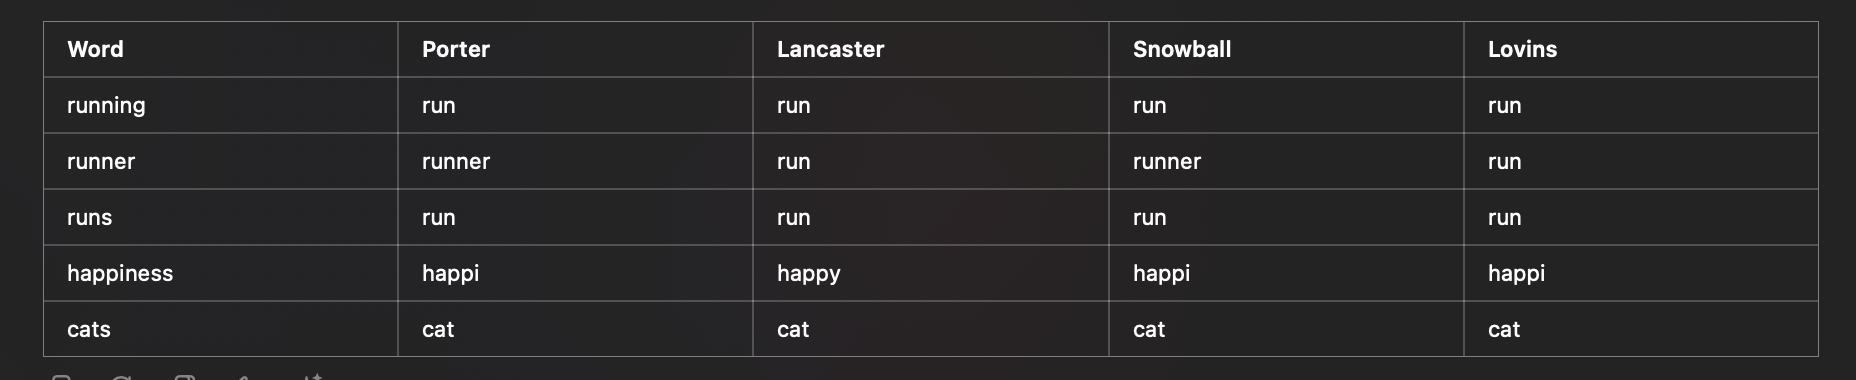 Word Porter Lancaster Snowball Lovins
running run run run run
runner runner run runner run
runs run run run run
happiness happi happy happi happi
cats cat cat cat cat